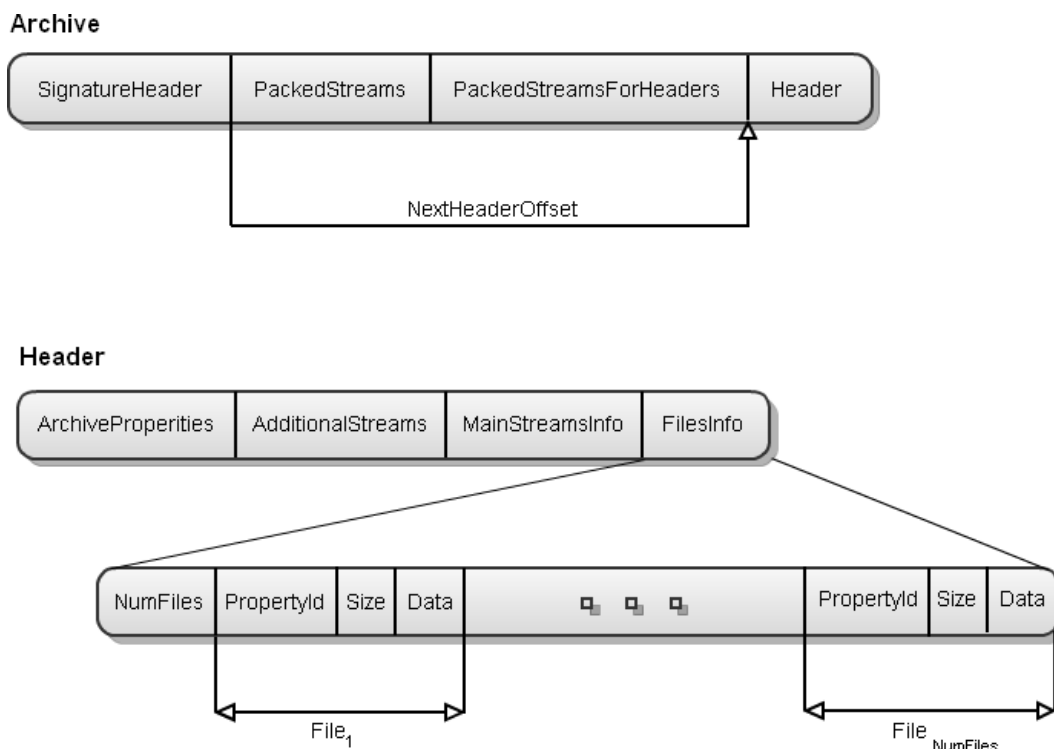 Archive
SignatureHeader PackedStreams PackedStreamsForHeaders Header
NextHeaderOffset
Header
ArchiveProperities AdditionalStreams MainStreamsInfo FilesInfo
NumFiles PropertyId Size Data PropertyId Size Data
File1 File NumFiles